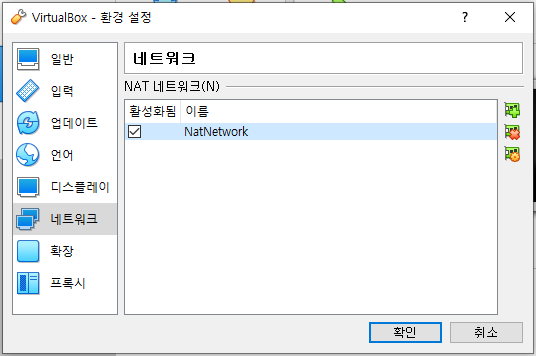 VirtualBox - 환경 설정
?
일반
입력
업데이트
언어
디스플레이
네트워크
확장
프록시
네트워크
NAT 네트워크(N)
활성화됨 이름
NatNetwork
확인 취소